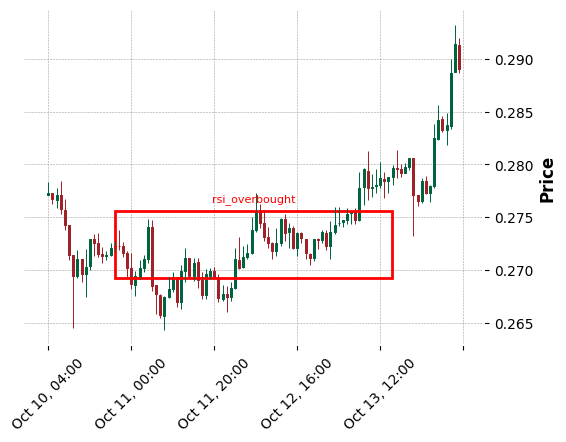 0.290
0.285
0.280
0.275
0.270
0.265
Price
rsi_overbought
Oct 10, 04:00
Oct 11, 00:00
Oct 11, 20:00
Oct 12, 16:00
Oct 13, 12:00